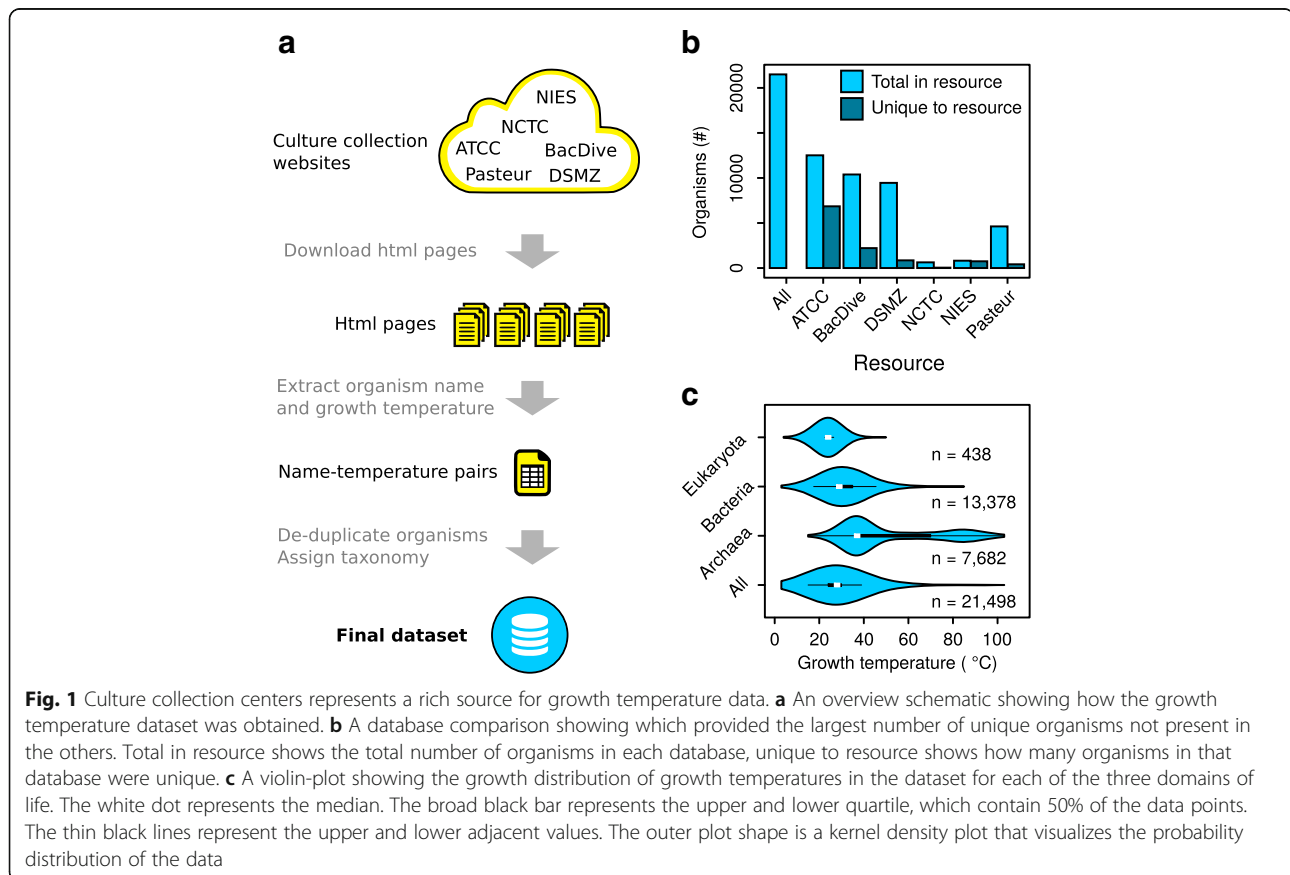 a
Culture collection
websites
NIES
NCTC
ATCC
BacDive
Pasteur
DSMZ
Download html pages
Html pages
Extract organism name
and growth temperature
Name-temperature pairs
De-duplicate organisms
Assign taxonomy
Final dataset
b
Total in resource
Unique to resource
Organisms (#)
20000
10000
0
All
ATCC
BacDive
DSMZ
NCTC
NIES
Pasteur
Resource
c
Eukaryota
n = 438
Bacteria
n = 13,378
Archaea
n = 7,682
All
n = 21,498
0 20 40 60 80 100
Growth temperature ( °C)
Fig. 1 Culture collection centers represents a rich source for growth temperature data. a An overview schematic showing how the growth
temperature dataset was obtained. b A database comparison showing which provided the largest number of unique organisms not present in
the others. Total in resource shows the total number of organisms in each database, unique to resource shows how many organisms in that
database were unique. c A violin-plot showing the growth distribution of growth temperatures in the dataset for each of the three domains of
life. The white dot represents the median. The broad black bar represents the upper and lower quartile, which contain 50% of the data points.
The thin black lines represent the upper and lower adjacent values. The outer plot shape is a kernel density plot that visualizes the probability
distribution of the data